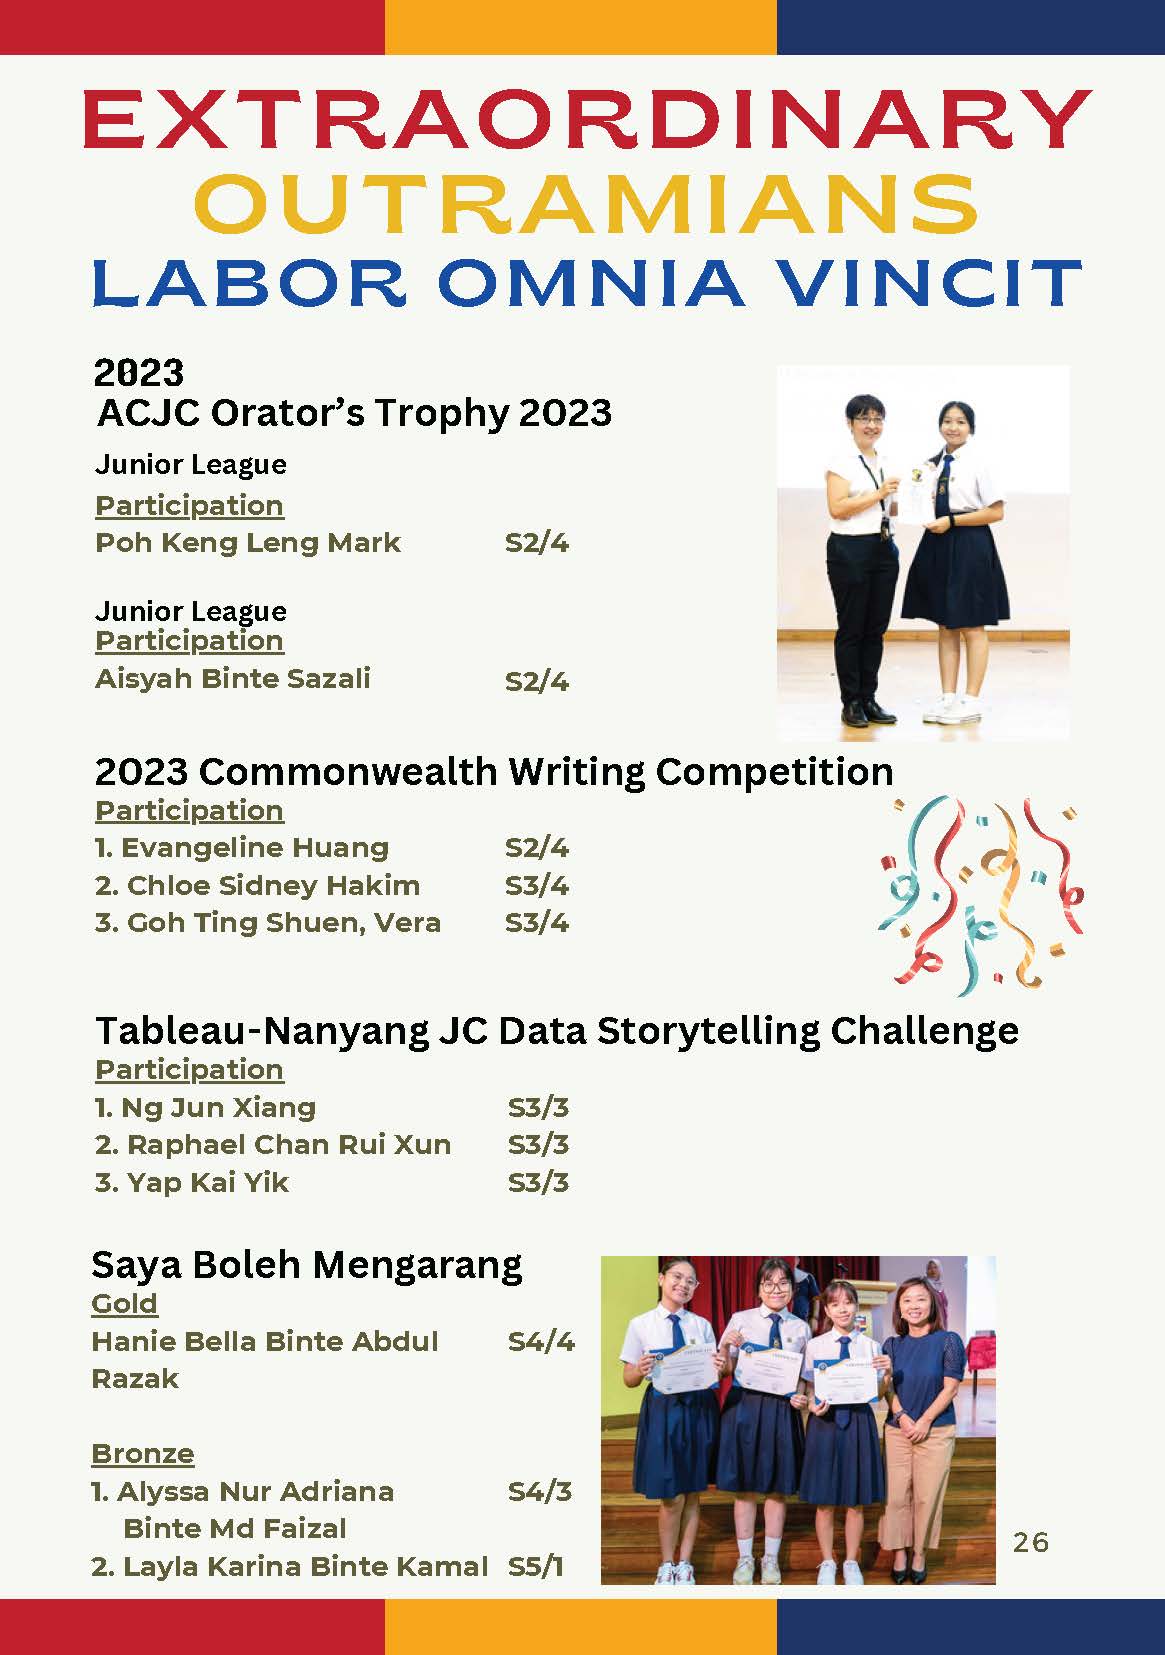 EXTRAORDINARY
OUTRAMIANS
LABOR OMNIA VINCIT
2023
ACJC Orator’s Trophy 2023
Junior League
Participation
Poh Keng Leng Mark S2/4
Junior League
Participation
Aisyah Binte Sazali S2/4
2023 Commonwealth Writing Competition
Participation
1. Evangeline Huang S2/4
2. Chloe Sidney Hakim S3/4
3. Goh Ting Shuen, Vera S3/4
Tableau-Nanyang JC Data Storytelling Challenge
Participation
1. Ng Jun Xiang S3/3
2. Raphael Chan Rui Xun S3/3
3. Yap Kai Yik S3/3
Saya Boleh Mengarang
Gold
Hanie Bella Binte Abdul S4/4
Razak
Bronze
1. Alyssa Nur Adriana S4/3
Binte Md Faizal
2. Layla Karina Binte Kamal S5/1
26